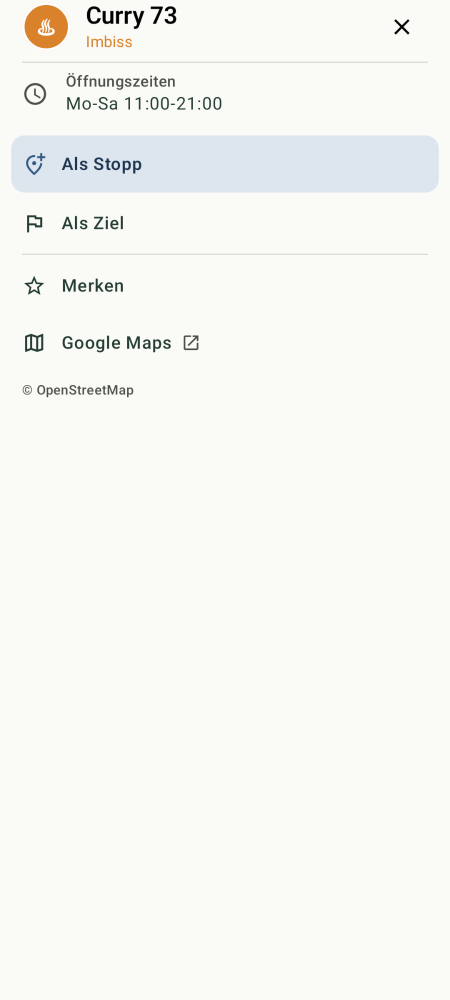 Curry 73
Imbiss
Öffnungszeiten
Mo-Sa 11:00-21:00
Als Stopp
Als Ziel
Merken
Google Maps
© OpenStreetMap